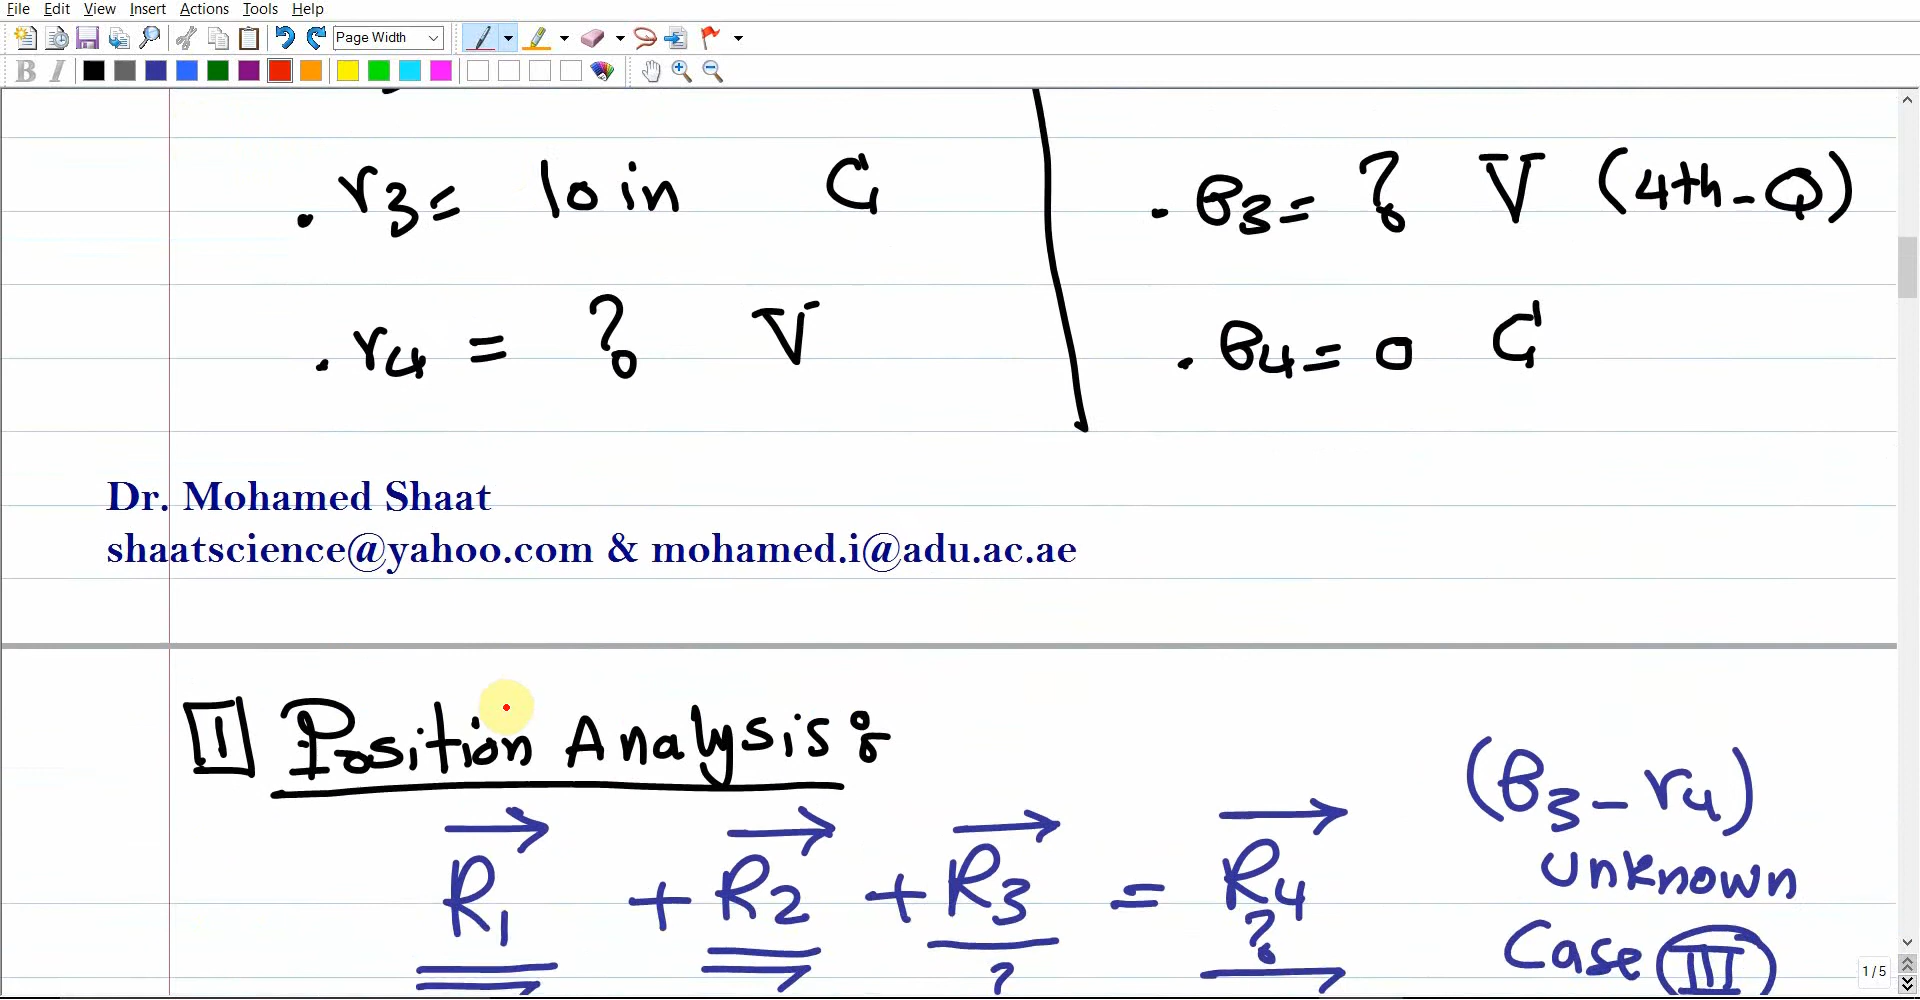 File Edit View Insert Actions Tools Help
Page Width
B I
. r3 = 10 in C
. θ3 = ? V (4th - Q)
. r4 = ? V
. θ4 = 0 C
Dr. Mohamed Shaat
shaatscience@yahoo.com & mohamed.i@adu.ac.ae
1 Position Analysis :
(θ3 - r4)
unknown
R1 + R2 + R3 = R4
? ?
Case III
1 / 5